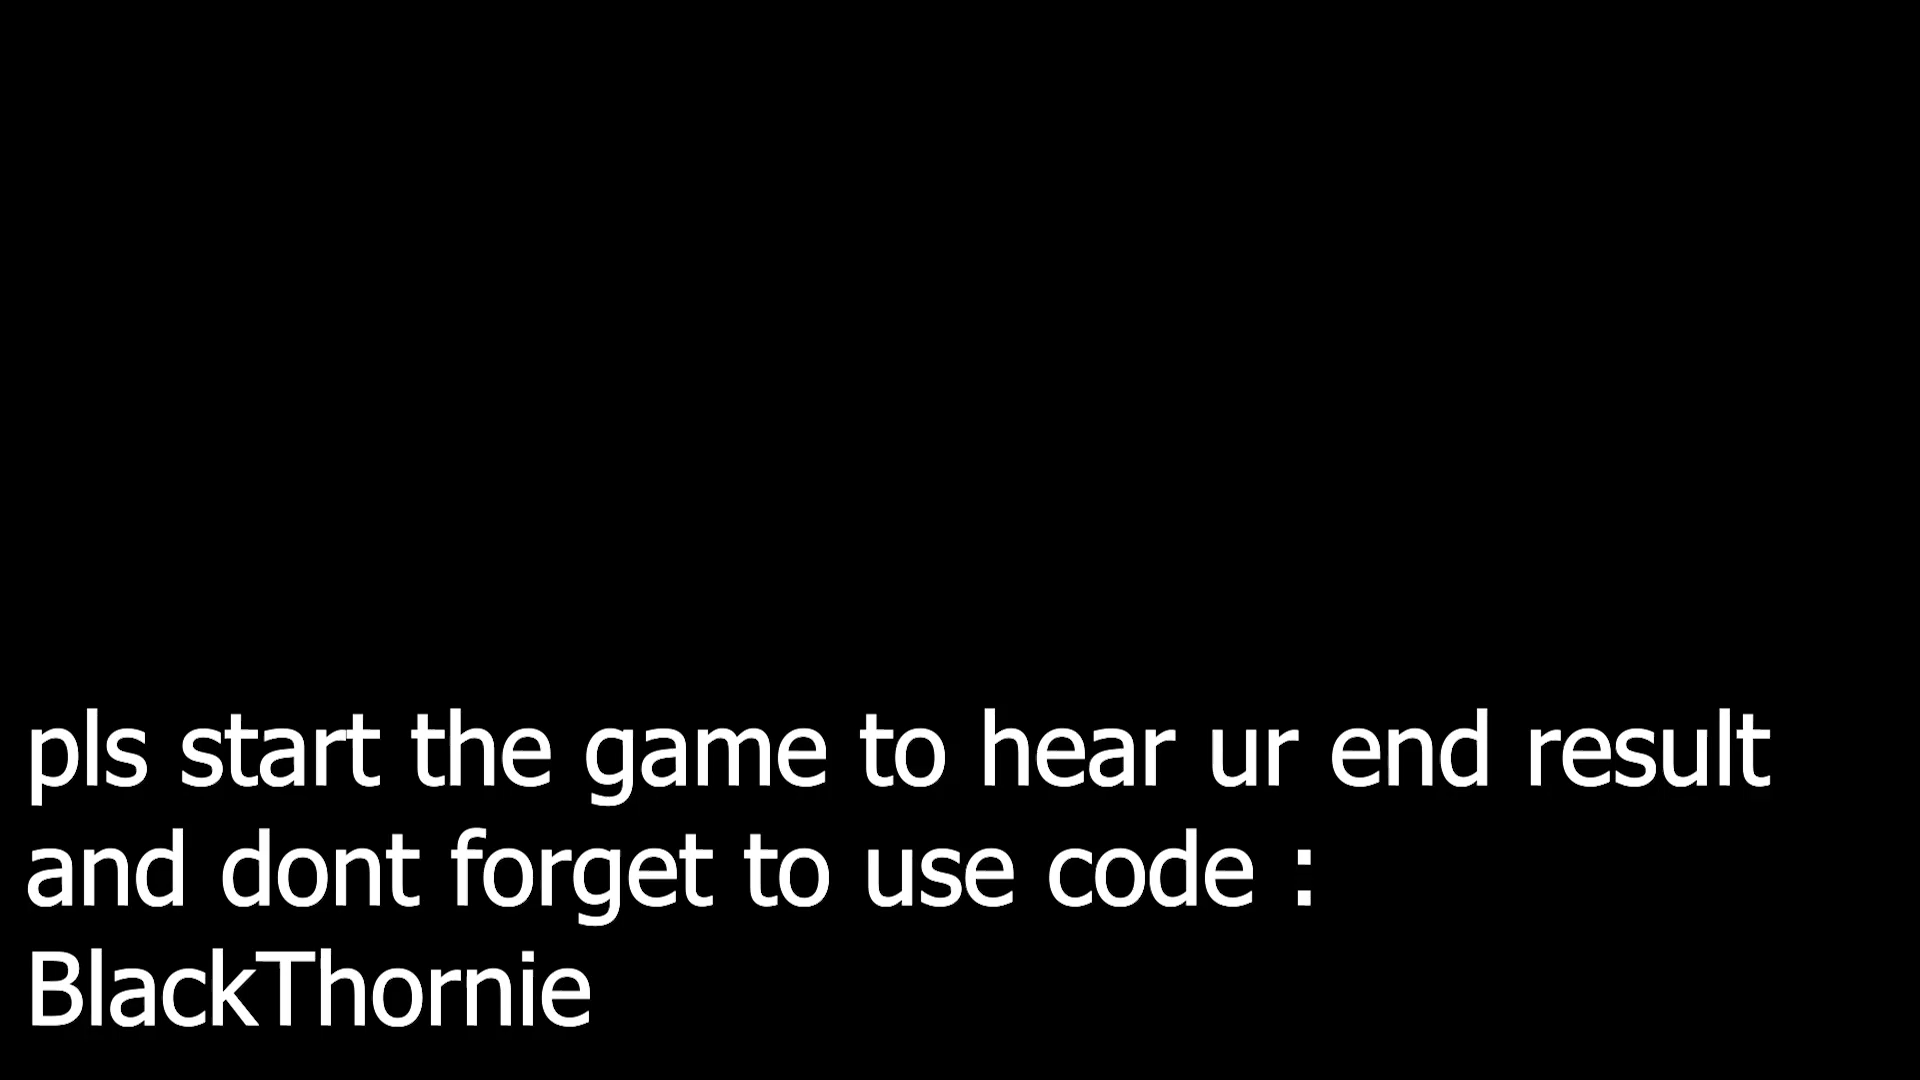 pls start the game to hear ur end result
and dont forget to use code :
BlackThornie